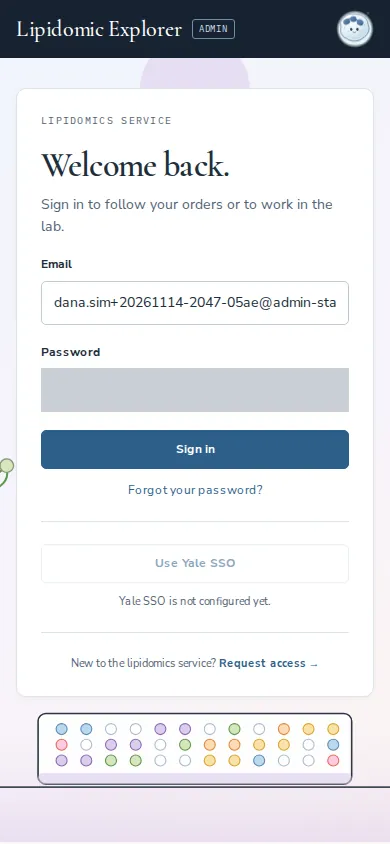 Lipidomic Explorer ADMIN
LIPIDOMICS SERVICE
Welcome back.
Sign in to follow your orders or to work in the
lab.
Email
dana.sim+20261114-2047-05ae@admin-sta
Password
Sign in
Forgot your password?
Use Yale SSO
Yale SSO is not configured yet.
New to the lipidomics service? Request access →